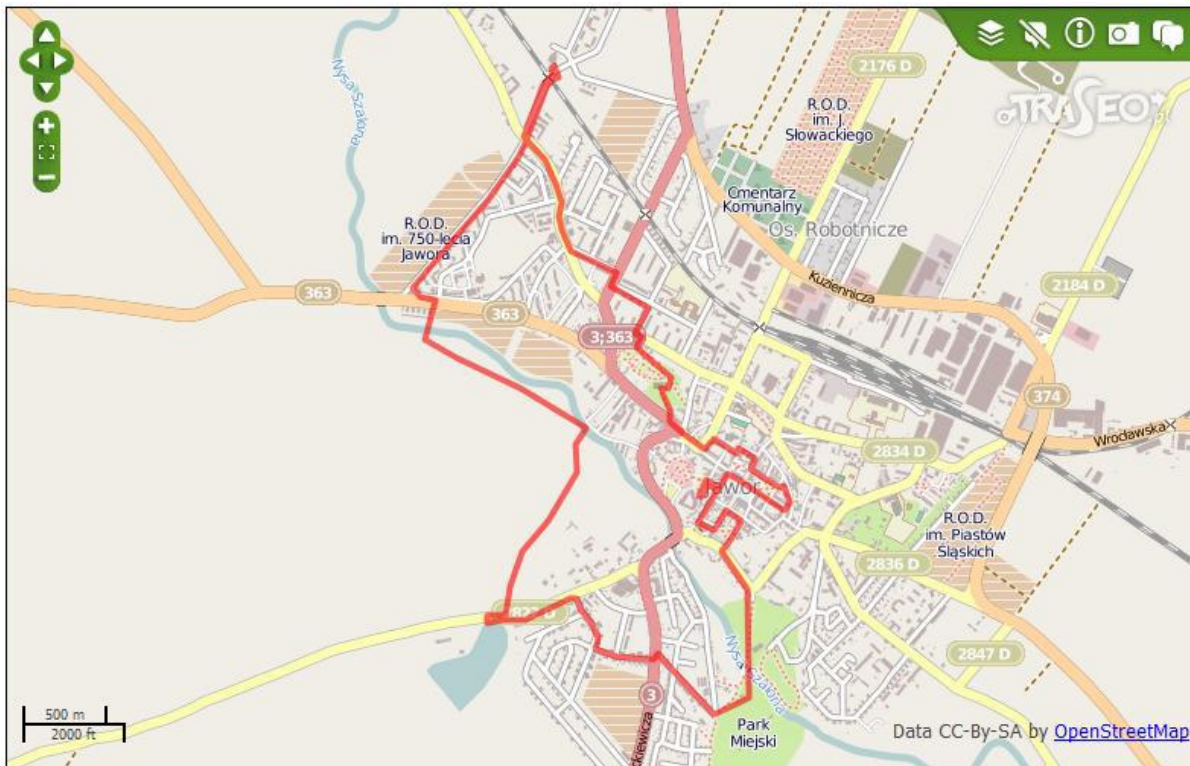 Nysa Szalona
2176 D
TRASEO.pl
R.O.D.
im. J.
Słowackiego
Cmentarz
Komunalny
Os. Robotnicze
R.O.D.
im. 750-lecia
Jawora
Kuziennicza
2184 D
363
363
3;363
374
Wrocławska
2834 D
Jawor
R.O.D.
im. Piastów
Śląskich
2836 D
Nysa Szalona
2847 D
3
Park
Miejski
500 m
2000 ft
Data CC-By-SA by OpenStreetMap